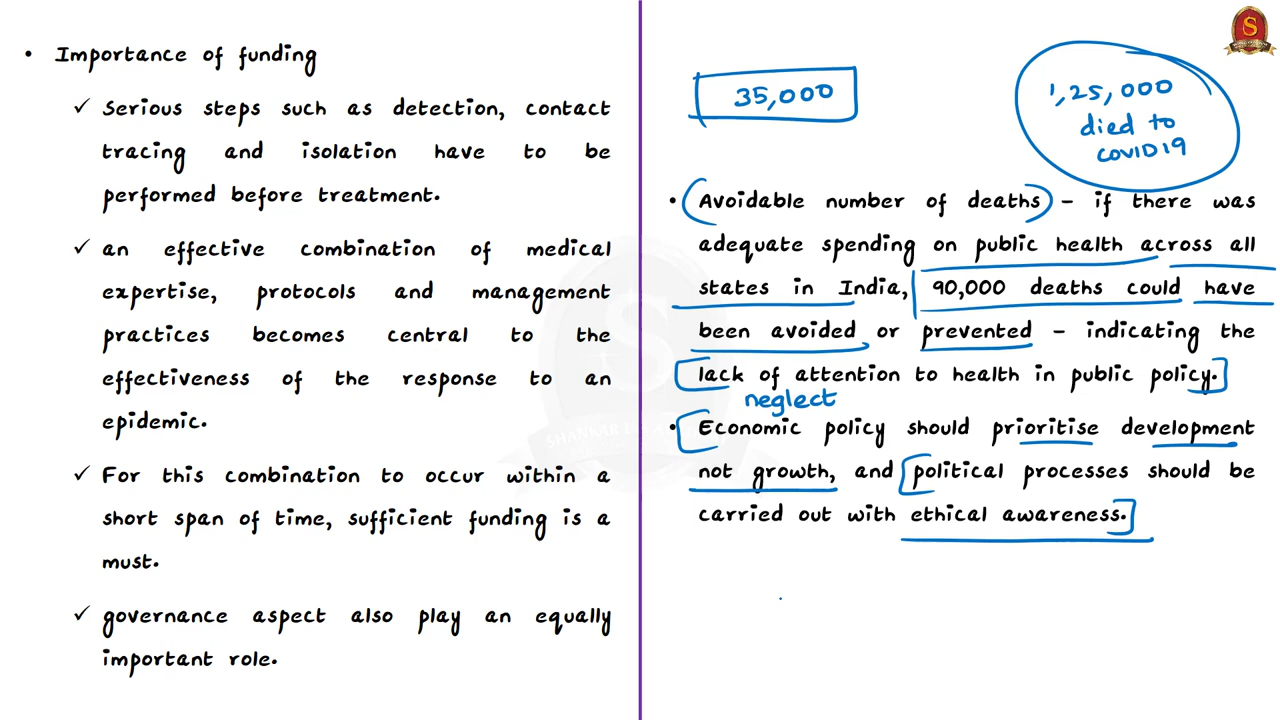 • Importance of funding
✓ Serious steps such as detection, contact
tracing and isolation have to be
performed before treatment.
✓ an effective combination of medical
expertise, protocols and management
practices becomes central to the
effectiveness of the response to an
epidemic.
✓ For this combination to occur within a
short span of time, sufficient funding is a
must.
✓ governance aspect also play an equally
important role.
35,000
1,25,000
died to
COVID19
• (Avoidable number of deaths) – if there was
adequate spending on public health across all
states in India, 90,000 deaths could have
been avoided or prevented – indicating the
[lack of attention to health in public policy.]
neglect
• [Economic policy should prioritise development
not growth, and [political processes should be
carried out with ethical awareness.]
S